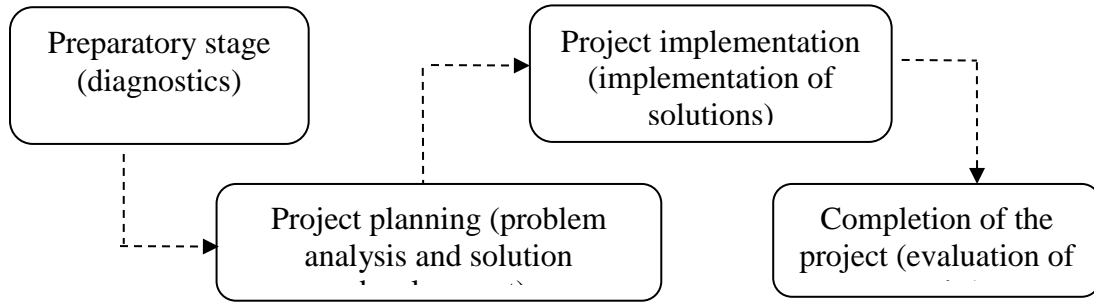 Preparatory stage
(diagnostics)
Project planning (problem
analysis and solution
Project implementation
(implementation of
solutions)
Completion of the
project (evaluation of